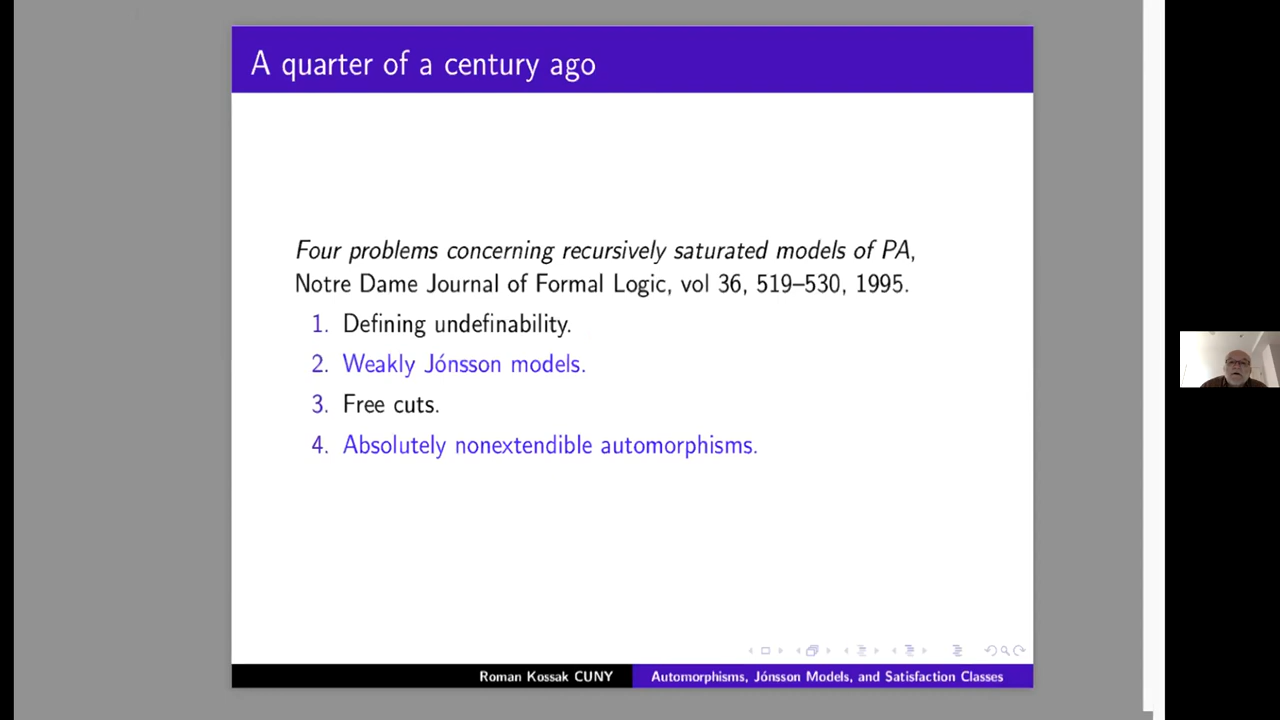 A quarter of a century ago
Four problems concerning recursively saturated models of PA,
Notre Dame Journal of Formal Logic, vol 36, 519–530, 1995.
1. Defining undefinability.
2. Weakly Jónsson models.
3. Free cuts.
4. Absolutely nonextendible automorphisms.
Roman Kossak CUNY
Automorphisms, Jónsson Models, and Satisfaction Classes